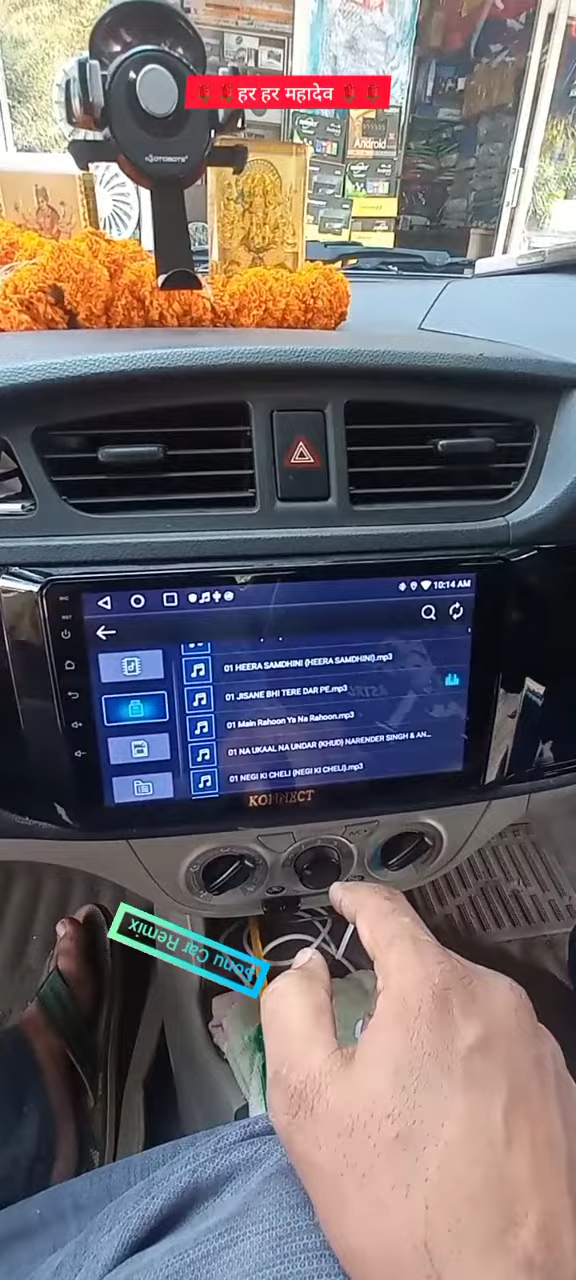 🌹🌹हर हर महादेव 🌹🌹
MOTOROTS
Android
10:14 AM
01 HEERA SAMDHINI (HEERA SAMDHINI).mp3
01 JISANE BHI TERE DAR PE.mp3
01 Main Rahoon Ya Na Rahoon.mp3
01 NA UKAAL NA UNDAR (KHUD) NARENDER SINGH & AN...
01 NEGI KI CHELI (NEGI KI CHELI).mp3
KONNECT
A/C
Sonu Car Remix